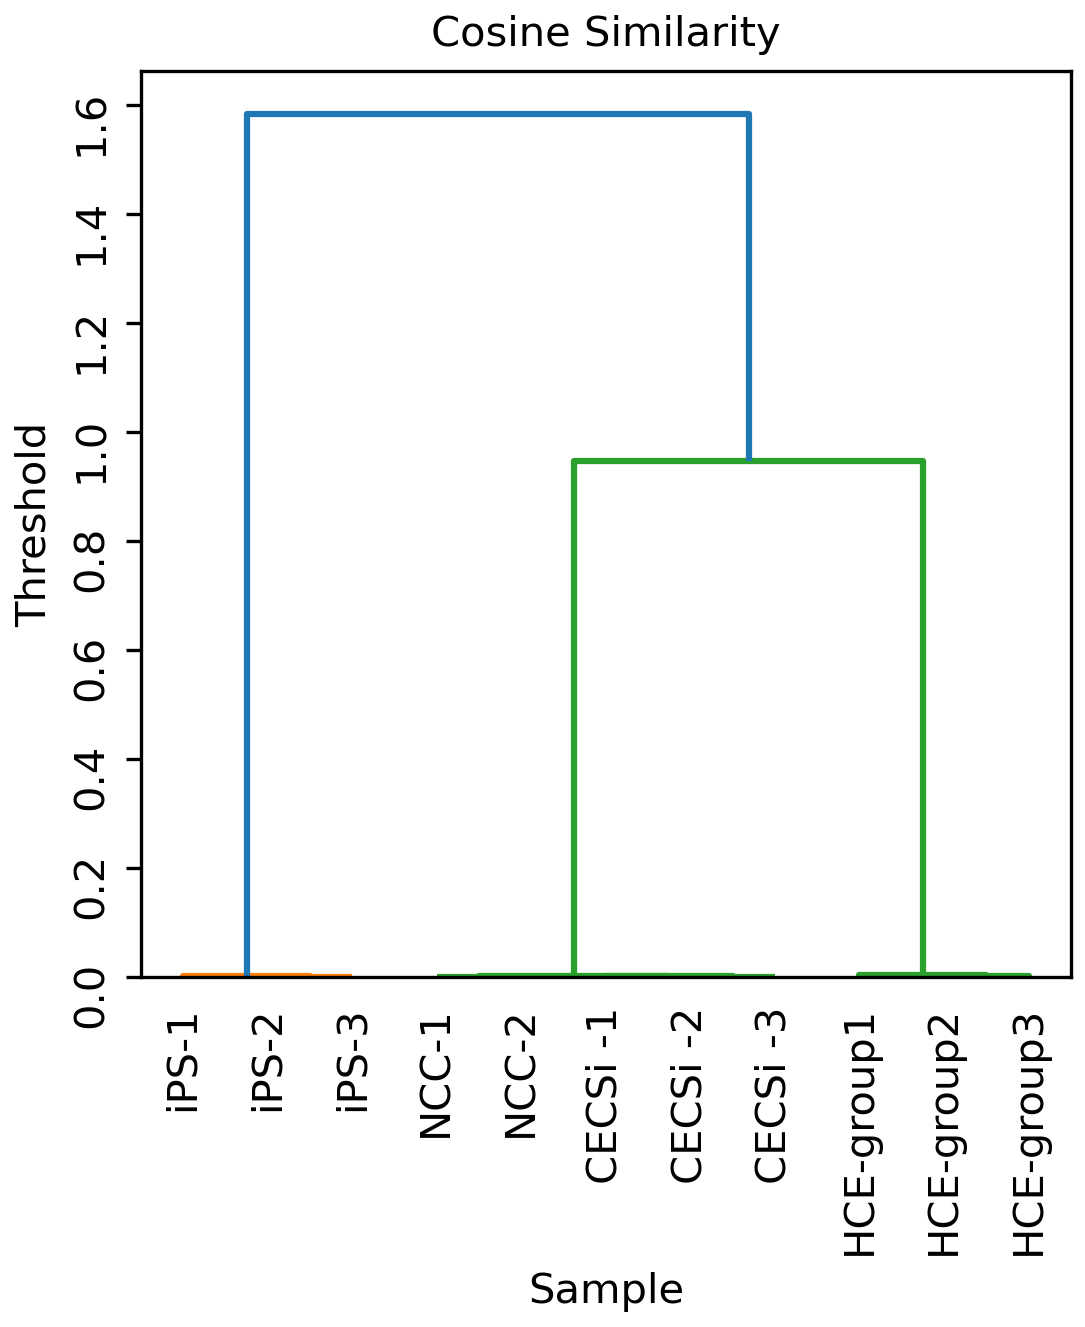 Cosine Similarity
Threshold
1.6
1.4
1.2
1.0
0.8
0.6
0.4
0.2
0.0
iPS-1
iPS-2
iPS-3
NCC-1
NCC-2
CECSi -1
CECSi -2
CECSi -3
HCE-group1
HCE-group2
HCE-group3
Sample